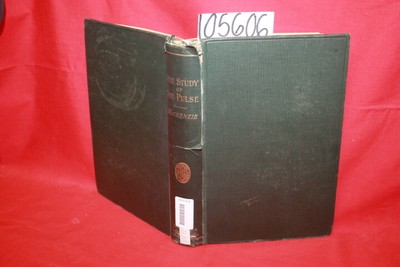 105606
THE STUDY
OF
THE PULSE
MACKENZIE